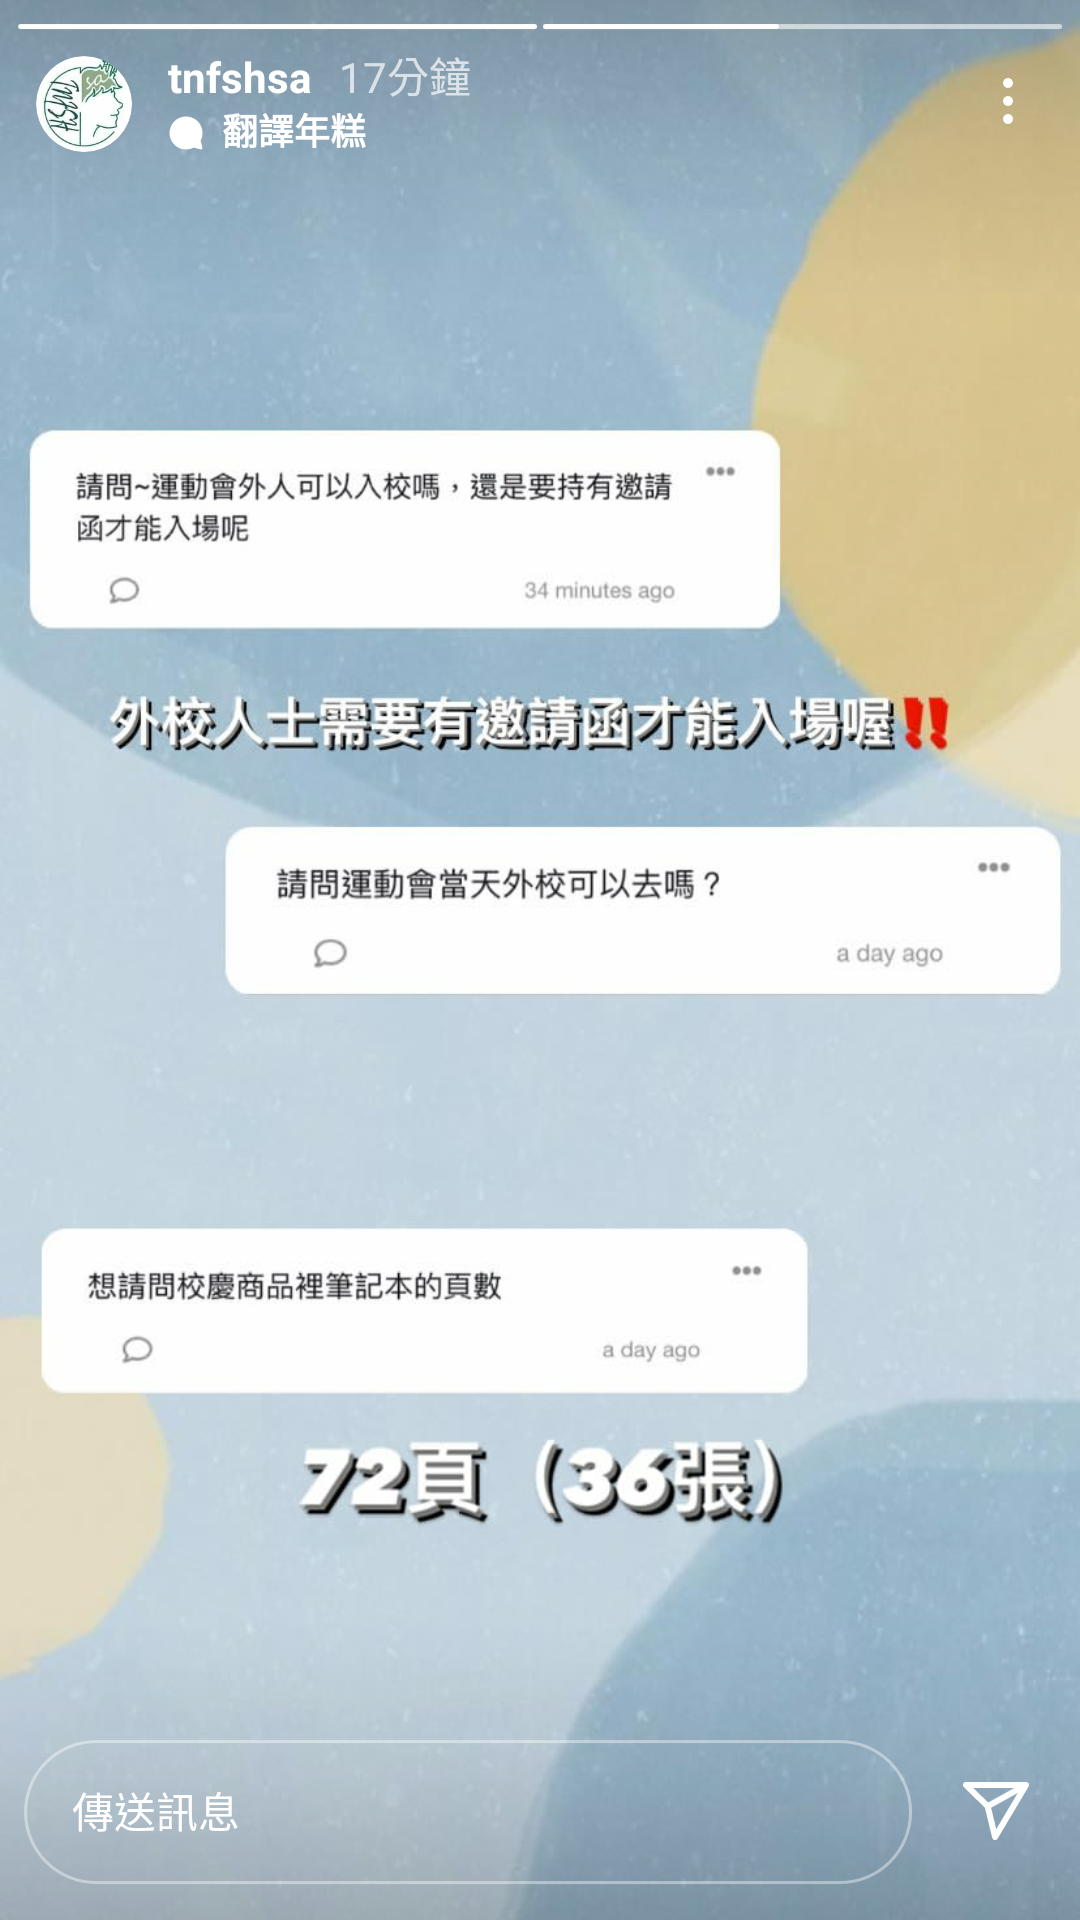 tnfshsa 17分鐘
翻譯年糕
請問~運動會外人可以入校嗎，還是要持有邀請
函才能入場呢
34 minutes ago
外校人士需要有邀請函才能入場喔‼️
請問運動會當天外校可以去嗎？
a day ago
想請問校慶商品裡筆記本的頁數
a day ago
72頁（36張）
傳送訊息